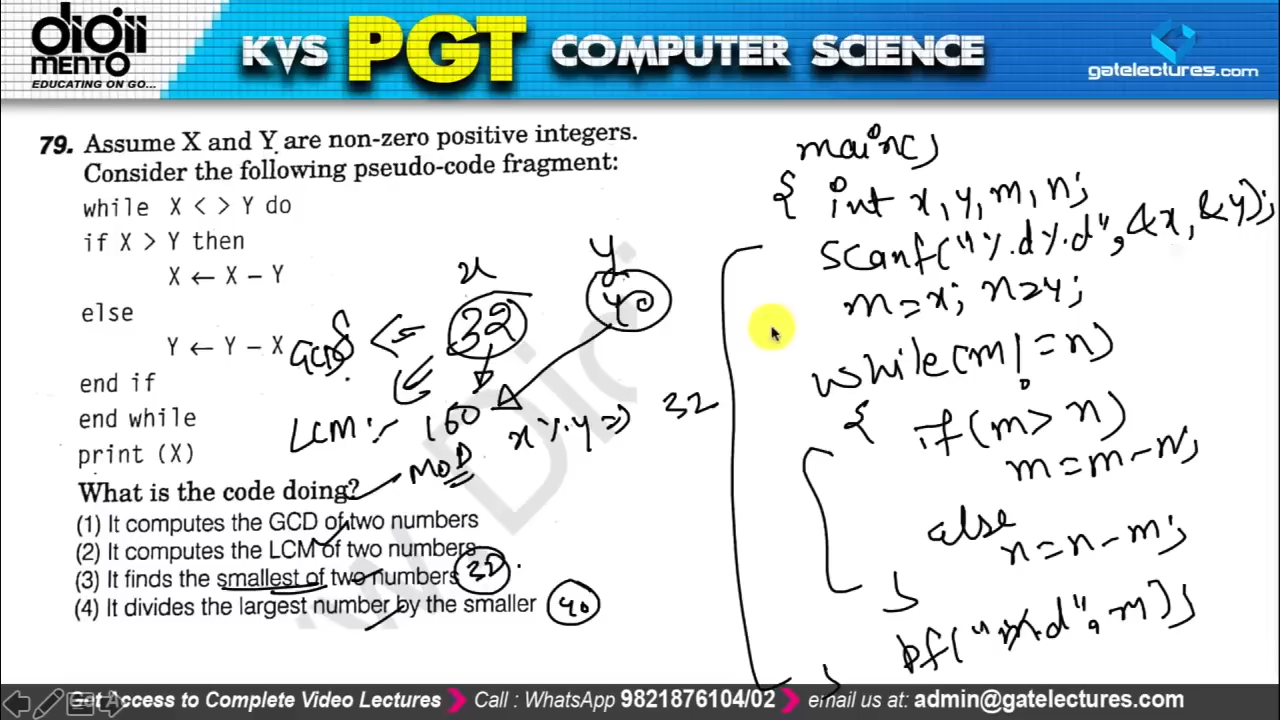 digii
MENTO
EDUCATING ON GO...
KVS PGT COMPUTER SCIENCE
gatelectures.com
79. Assume X and Y are non-zero positive integers.
Consider the following pseudo-code fragment:
while X < > Y do
if X > Y then
X ← X – Y
else
Y ← Y – X
end if
end while
print (X)
What is the code doing?
(1) It computes the GCD of two numbers
(2) It computes the LCM of two numbers
(3) It finds the smallest of two numbers
(4) It divides the largest number by the smaller
x
y
32
40
GCD 8
LCM :- 160
MOD
x % y => 32
32
40
main()
{ int x, y, m, n;
scanf("%d%d", &x, &y);
m=x; n=y;
while(m!=n)
{ if(m>n)
m=m-n;
else
n=n-m;
}
pf("%d", m);
}
Get Access to Complete Video Lectures | Call : WhatsApp 9821876104/02 | email us at: admin@gatelectures.com